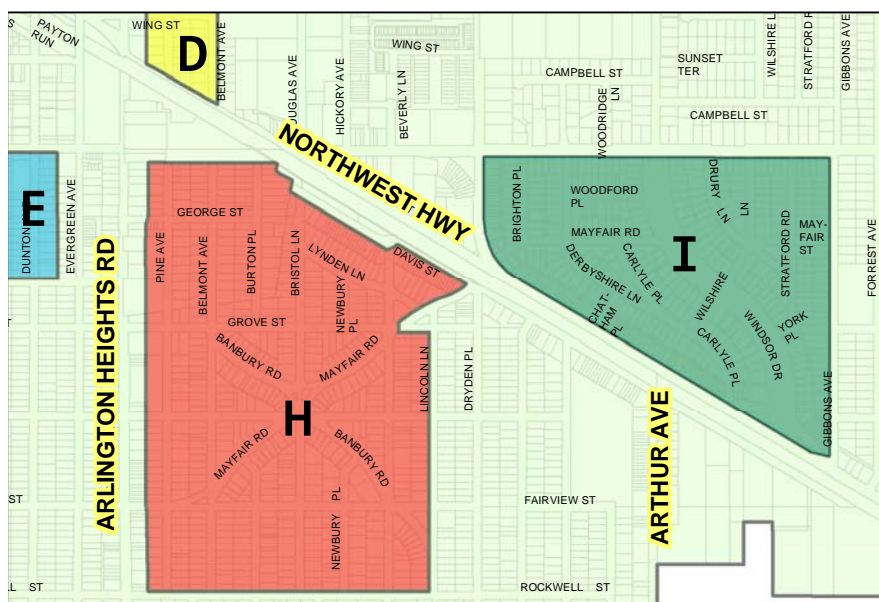 PAYTON
RUN
WING ST
D
BELMONT AVE
DOUGLAS AVE
HICKORY AVE
WING ST
BEVERLY LN
CAMPBELL ST
WOODRIDGE
LN
SUNSET
TER
WILSHIRE L
STRATFORD R
GIBBONS AVE
CAMPBELL ST
NORTHWEST HWY
E
DUNTON
EVERGREEN AVE
ARLINGTON HEIGHTS RD
PINE AVE
GEORGE ST
BELMONT AVE
BURTON PL
BRISTOL LN
LYNDEN LN
NEWBURY
PL
DAVIS ST
GROVE ST
BANBURY RD
MAYFAIR RD
H
MAYFAIR RD
BANBURY RD
NEWBURY PL
LINCOLN LN
DRYDEN PL
BRIGHTON PL
WOODFORD
PL
MAYFAIR RD
DERBYSHIRE LN
CARLYLE PL
CHAT-
HAM
PL
I
DRURY LN
LN
WILSHIRE
STRATFORD RD
MAY-
FAIR
ST
WINDSOR DR
YORK
PL
CARLYLE PL
GIBBONS AVE
FORREST AVE
ARTHUR AVE
ST
FAIRVIEW ST
ST
ROCKWELL ST